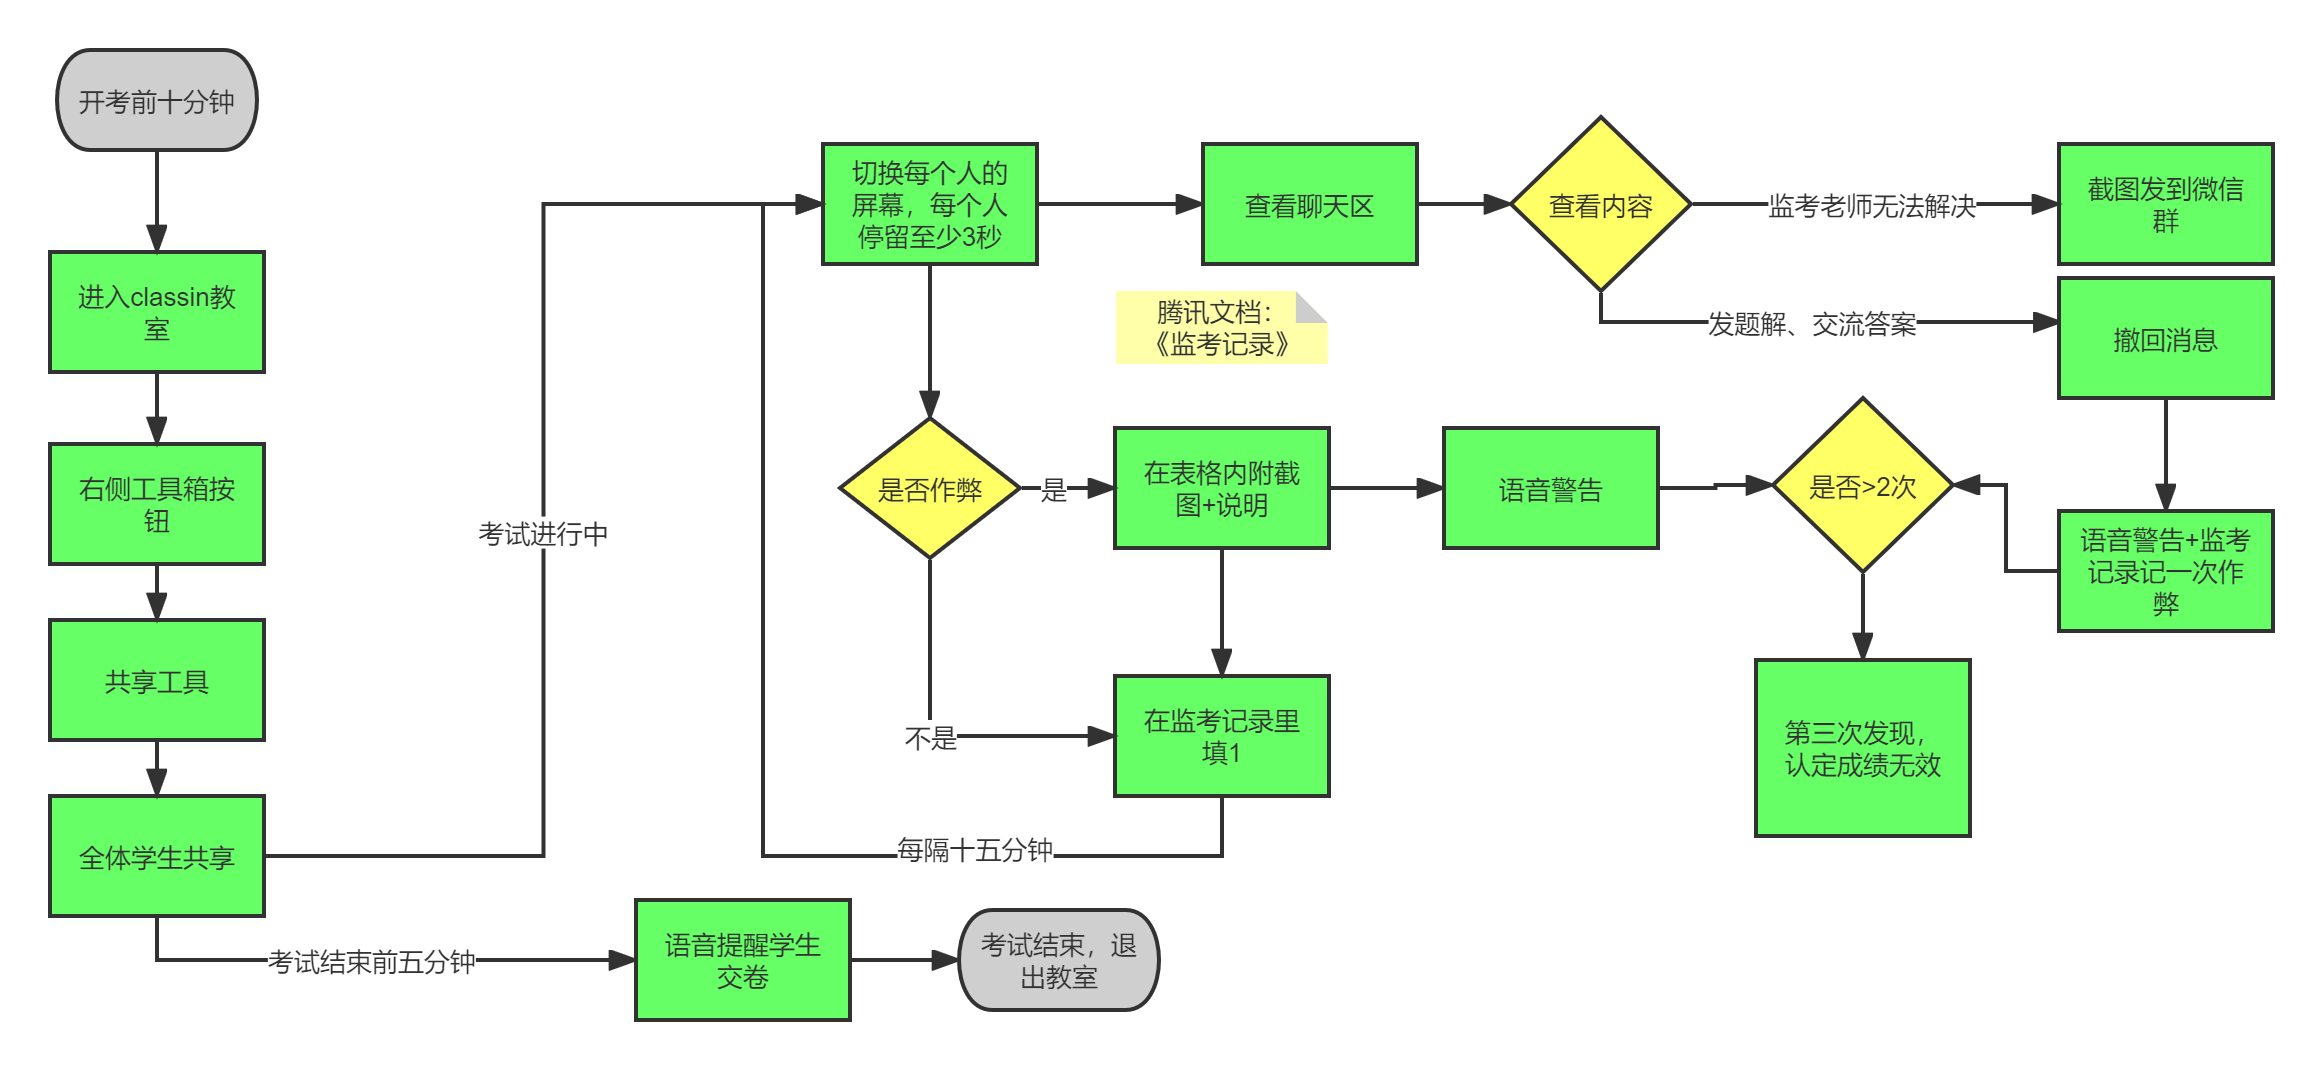 开考前十分钟
进入classin教
室
右侧工具箱按
钮
共享工具
全体学生共享
考试进行中
切换每个人的
屏幕，每个人
停留至少3秒
查看聊天区
查看内容
监考老师无法解决
截图发到微信
群
发题解、交流答案
撤回消息
腾讯文档：
《监考记录》
是否作弊
是
在表格内附截
图+说明
语音警告
是否>2次
语音警告+监考
记录记一次作
弊
不是
在监考记录里
填1
第三次发现，
认定成绩无效
每隔十五分钟
考试结束前五分钟
语音提醒学生
交卷
考试结束，退
出教室